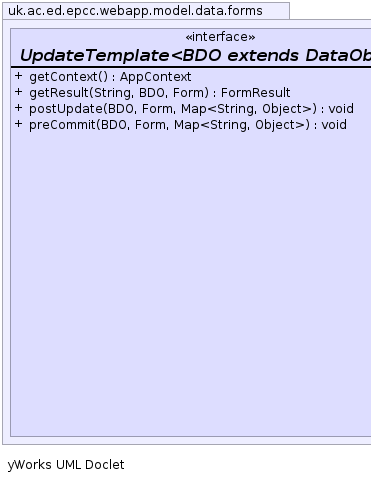 uk.ac.ed.epcc.webapp.model.data.forms
«interface»
UpdateTemplate<BDO extends DataOb
+ getContext() : AppContext
+ getResult(String, BDO, Form) : FormResult
+ postUpdate(BDO, Form, Map<String, Object>) : void
+ preCommit(BDO, Form, Map<String, Object>) : void
yWorks UML Doclet